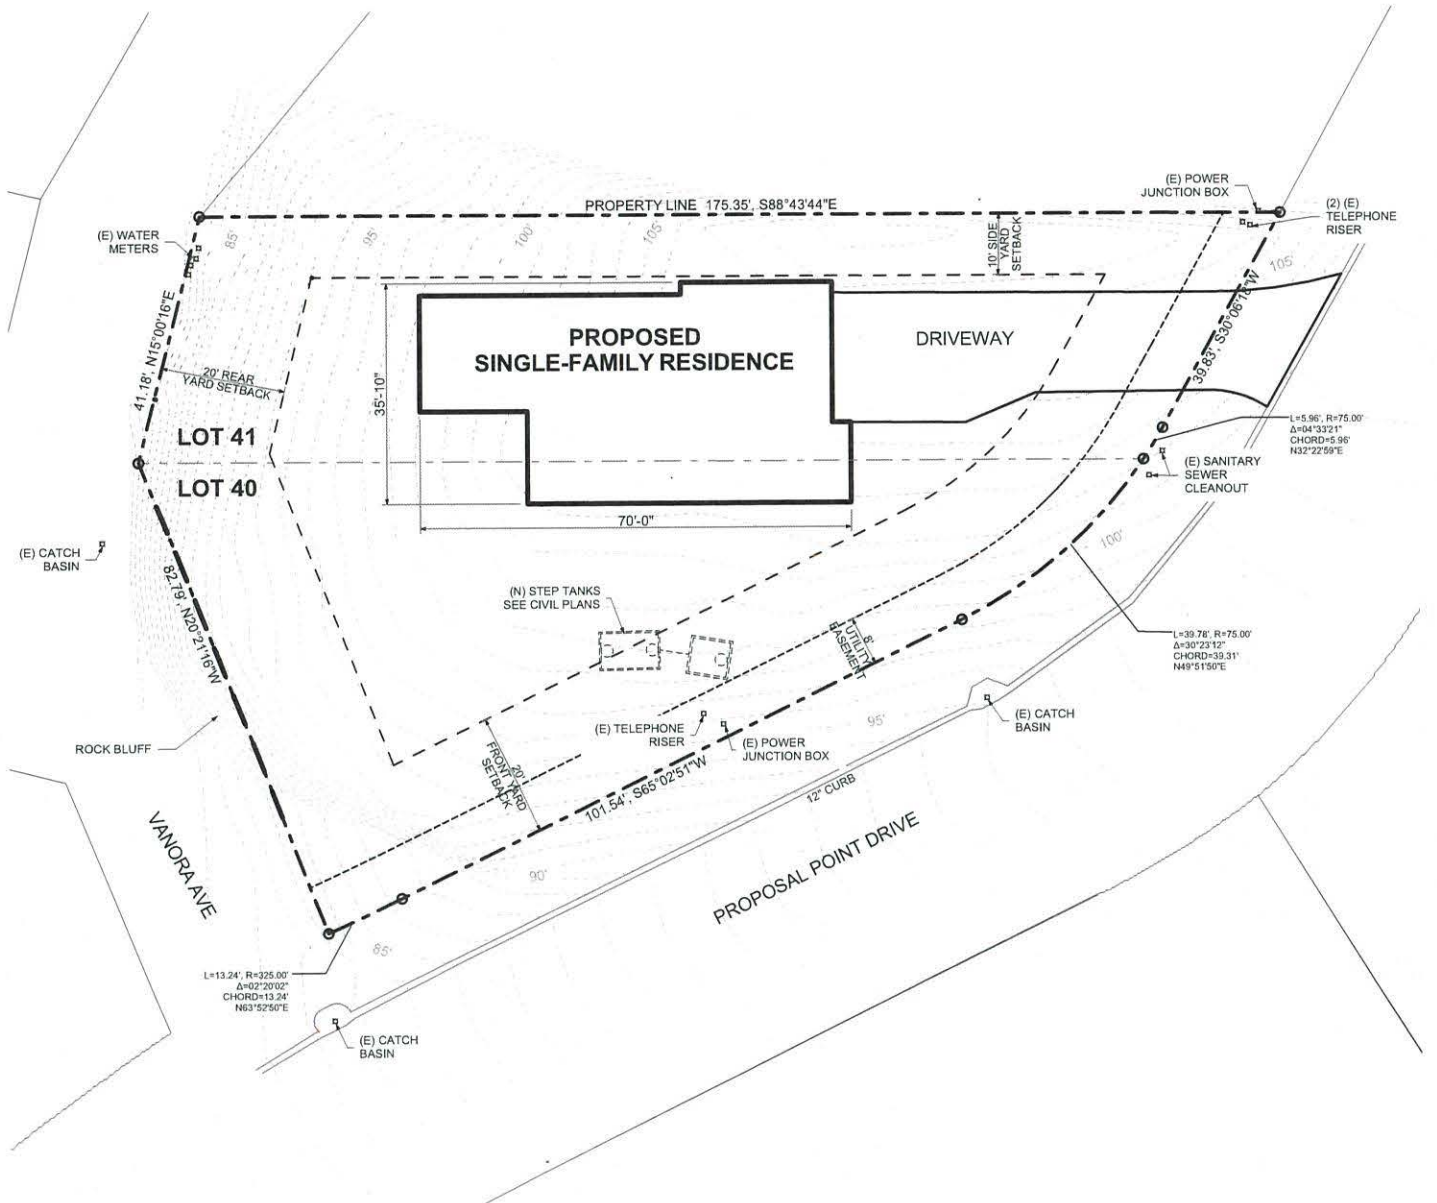 PROPERTY LINE 175.35', S88°43'44"E
(E) POWER
JUNCTION BOX
(2) (E)
TELEPHONE
RISER
(E) WATER
METERS
85'
95'
100'
105'
10' SIDE
YARD
SETBACK
105'
41.18', N15°00'16"E
20' REAR
YARD SETBACK
35'-10"
PROPOSED
SINGLE-FAMILY RESIDENCE
DRIVEWAY
39.83', S30°06'18"W
LOT 41
LOT 40
L=5.96', R=75.00'
Δ=04°33'21"
CHORD=5.96'
N32°22'59"E
(E) SANITARY
SEWER
CLEANOUT
70'-0"
(E) CATCH
BASIN
82.79', N20°21'16"W
100'
(N) STEP TANKS
SEE CIVIL PLANS
8'
UTILITY
EASEMENT
L=39.78', R=75.00'
Δ=30°23'12"
CHORD=39.31'
N49°51'50"E
ROCK BLUFF
(E) TELEPHONE
RISER
(E) POWER
JUNCTION BOX
95'
(E) CATCH
BASIN
20'
FRONT YARD
SETBACK
101.54', S65°02'51"W
12" CURB
VANORA AVE
PROPOSAL POINT DRIVE
90'
85'
L=13.24', R=325.00'
Δ=02°20'02"
CHORD=13.24'
N63°52'50"E
(E) CATCH
BASIN